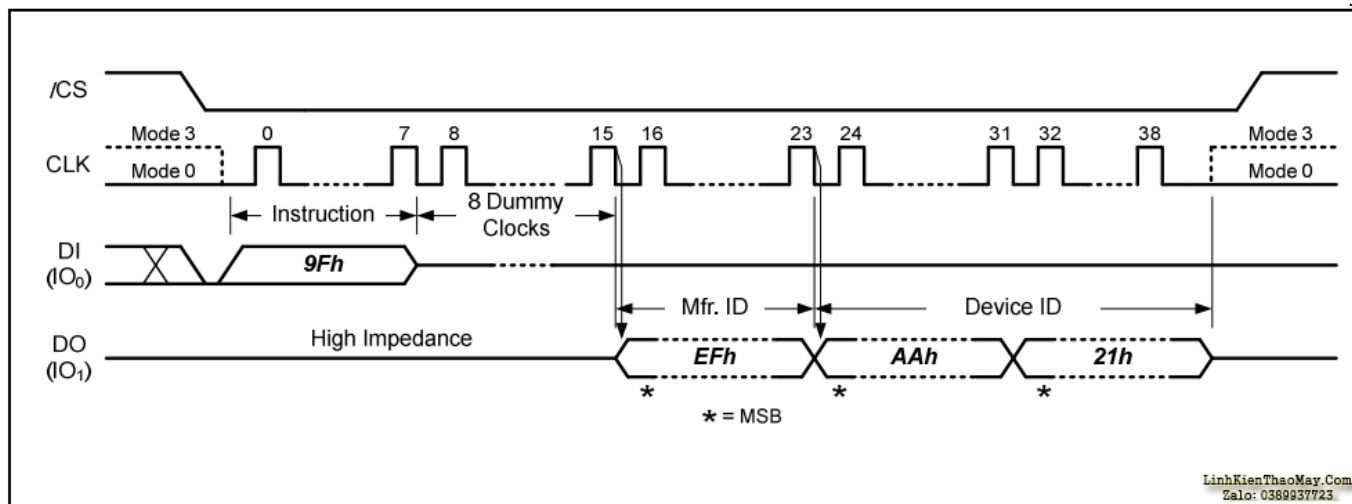 /CS
Mode 3 0 7 8 15 16 23 24 31 32 38 Mode 3
CLK
Mode 0 Mode 0
Instruction 8 Dummy
Clocks
DI
(IO₀)
9Fh
Mfr. ID Device ID
DO
(IO₁)
High Impedance
EFh AAh 21h
* * *
* = MSB
LinhKienThaoMay.Com
Zalo: 0389937723